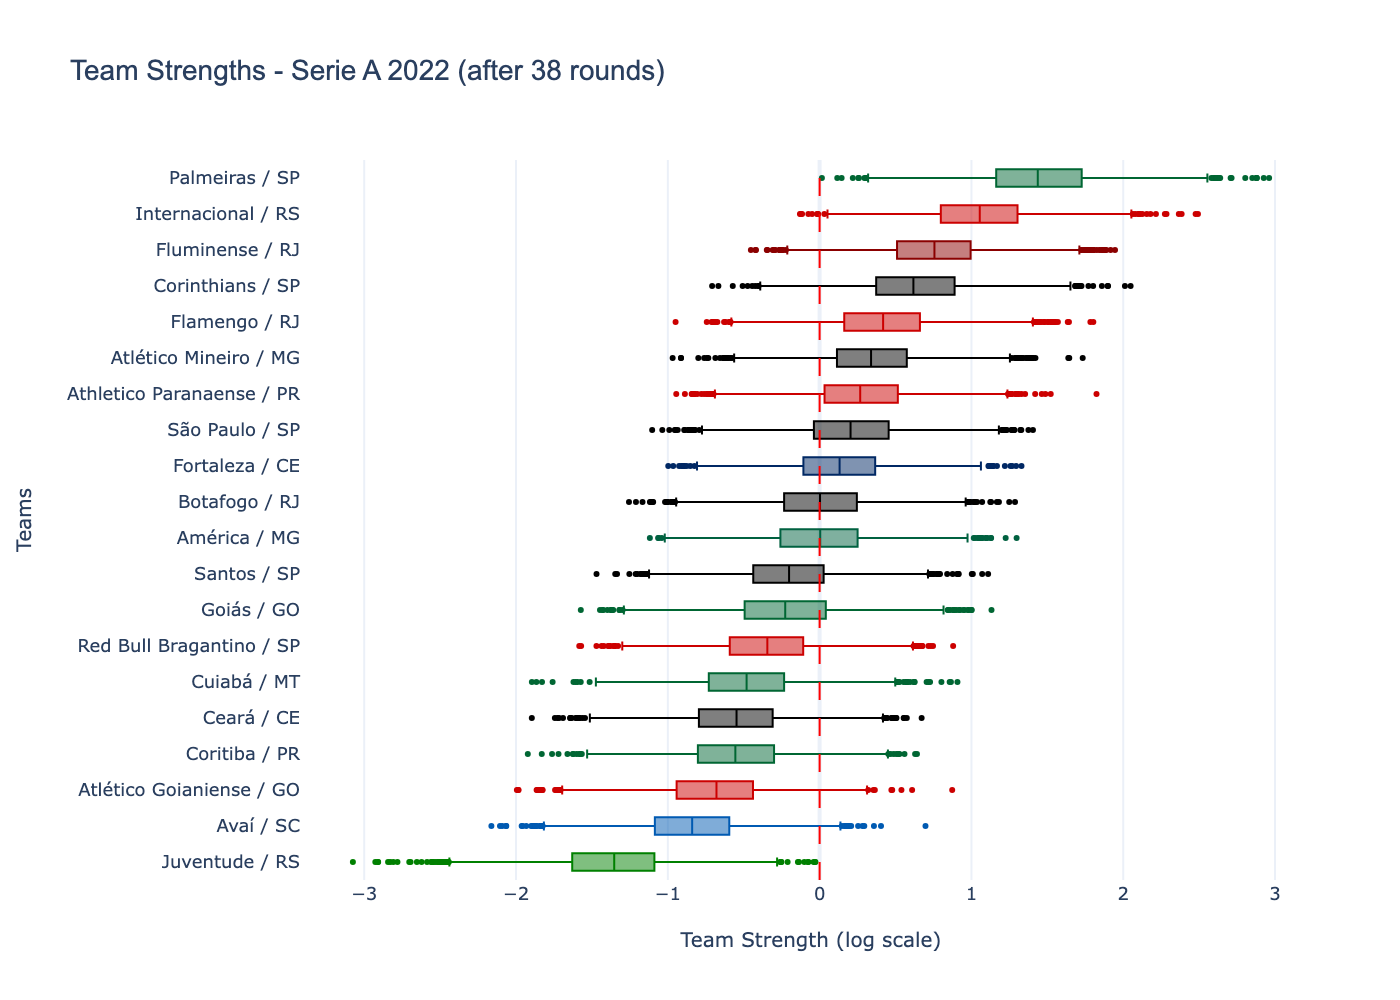 Team Strengths - Serie A 2022 (after 38 rounds)
Palmeiras / SP
Internacional / RS
Fluminense / RJ
Corinthians / SP
Flamengo / RJ
Atlético Mineiro / MG
Athletico Paranaense / PR
São Paulo / SP
Fortaleza / CE
Botafogo / RJ
América / MG
Santos / SP
Goiás / GO
Red Bull Bragantino / SP
Cuiabá / MT
Ceará / CE
Coritiba / PR
Atlético Goianiense / GO
Avaí / SC
Juventude / RS
Teams
−3 −2 −1 0 1 2 3
Team Strength (log scale)